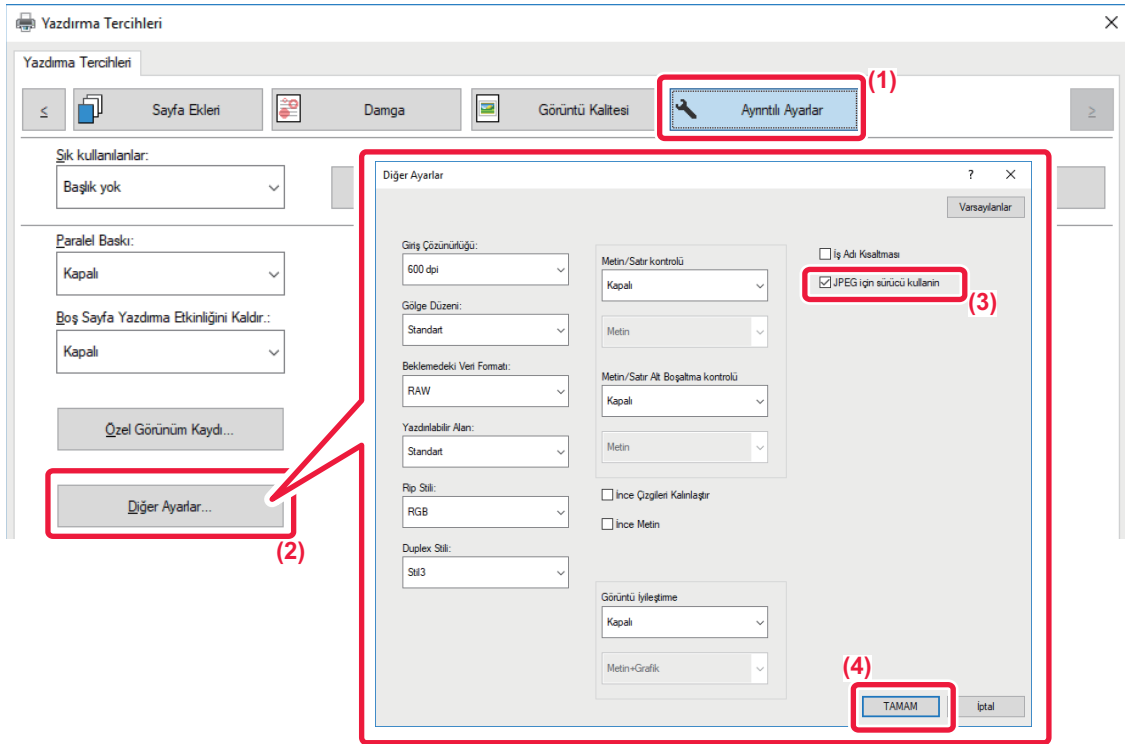 Yazdırma Tercihleri
Yazdırma Tercihleri
(1)
≤
Sayfa Ekleri
Damga
Görüntü Kalitesi
Ayrıntılı Ayarlar
≥
Sık kullanılanlar:
Başlık yok
Paralel Baskı:
Kapalı
Boş Sayfa Yazdırma Etkinliğini Kaldır.:
Kapalı
Özel Görünüm Kaydı...
Diğer Ayarlar...
(2)
Diğer Ayarlar
?
Varsayılanlar
Giriş Çözünürlüğü:
600 dpi
Gölge Düzeni:
Standart
Beklemedeki Veri Formatı:
RAW
Yazdırılabilir Alan:
Standart
Rip Stili:
RGB
Duplex Stili:
Stil3
Metin/Satır kontrolü
Kapalı
Metin
Metin/Satır Alt Boşaltma kontrolü
Kapalı
Metin
İnce Çizgileri Kalınlaştır
İnce Metin
Görüntü İyileştirme
Kapalı
Metin+Grafik
İş Adı Kısaltması
JPEG için sürücü kullanin
(3)
(4)
TAMAM
İptal